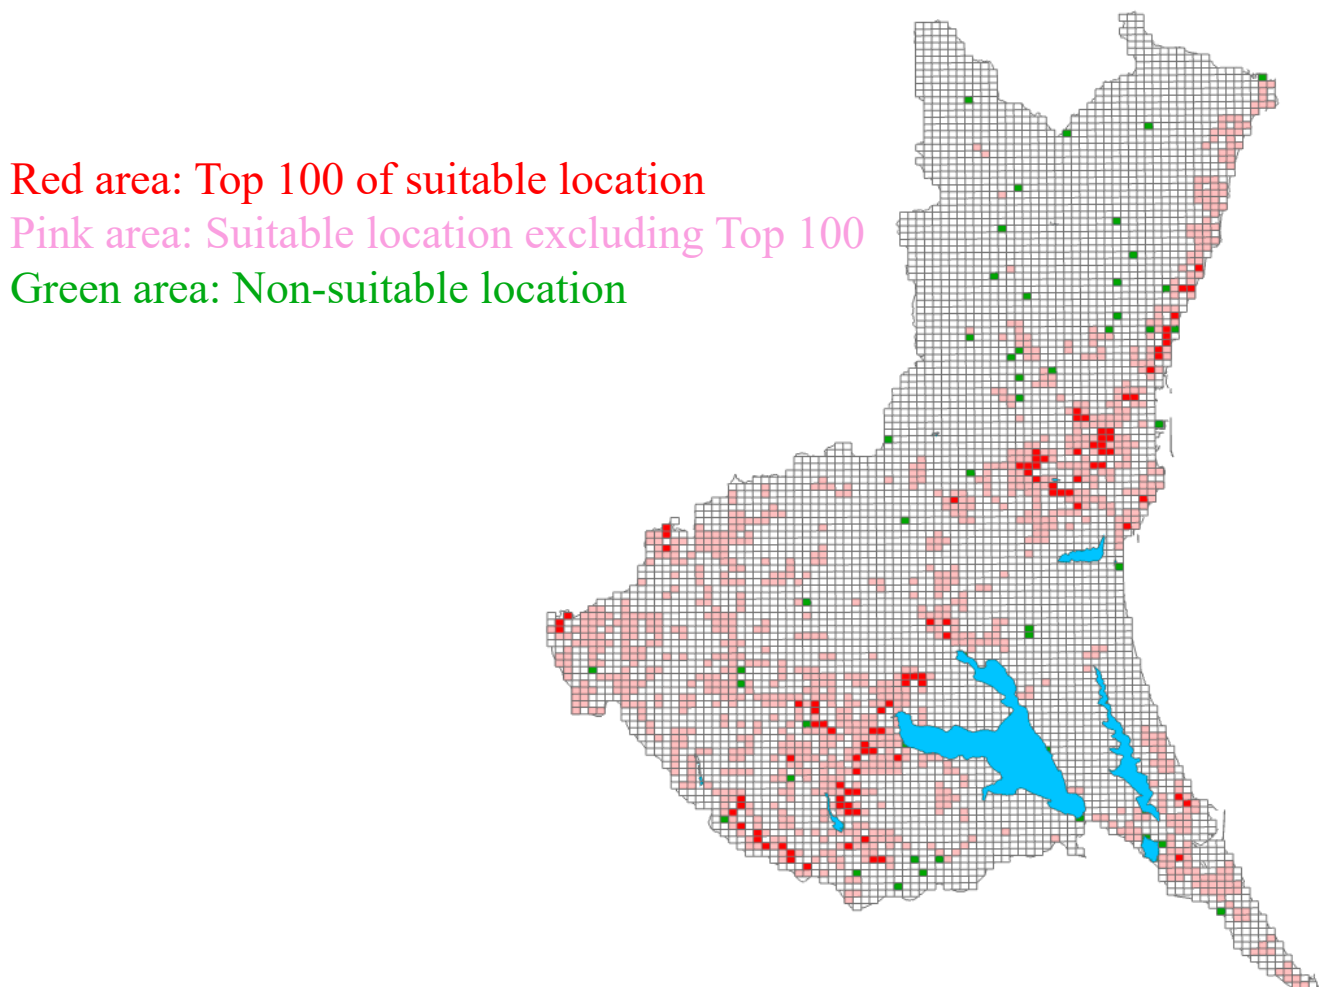 Red area: Top 100 of suitable location
Pink area: Suitable location excluding Top 100
Green area: Non-suitable location